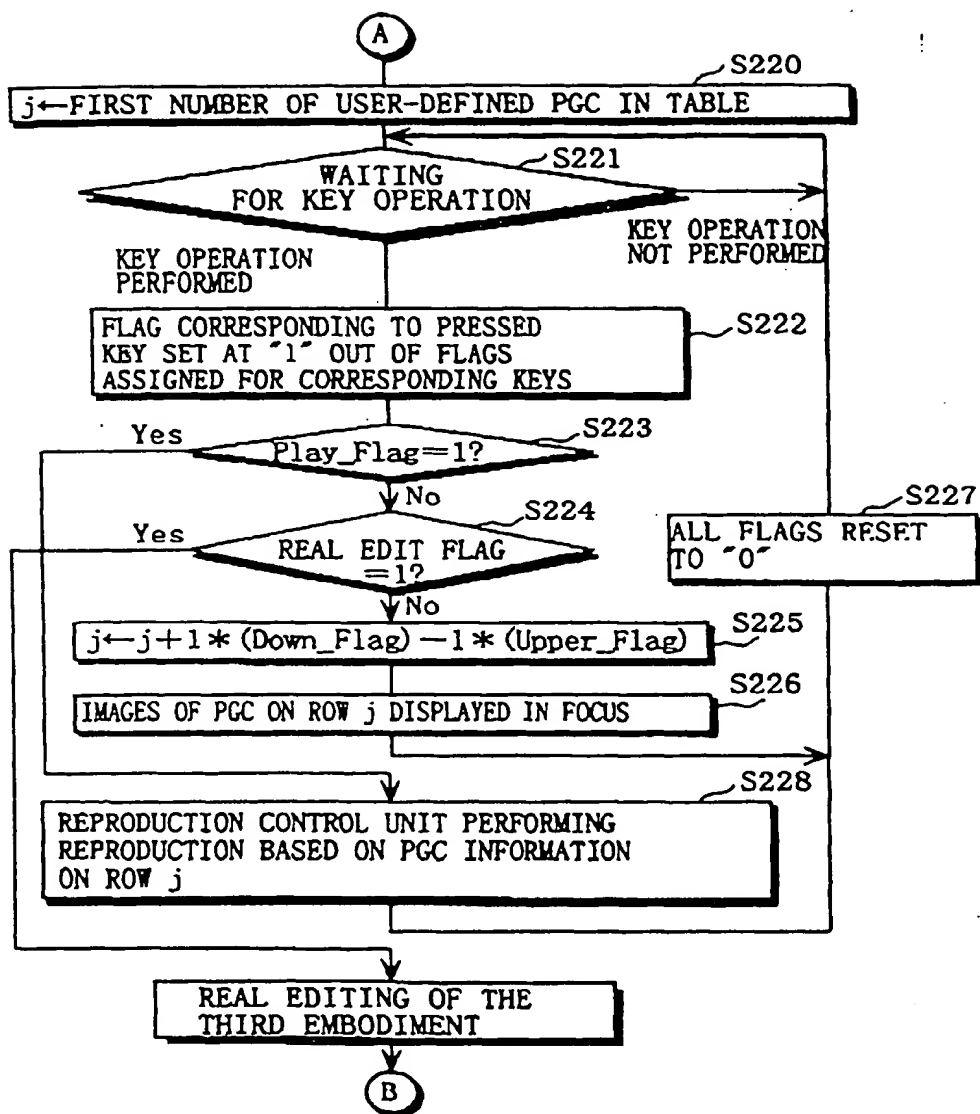 A
S220
j←FIRST NUMBER OF USER-DEFINED PGC IN TABLE
S221
WAITING
FOR KEY OPERATION
KEY OPERATION
NOT PERFORMED
KEY OPERATION
PERFORMED
S222
FLAG CORRESPONDING TO PRESSED
KEY SET AT "1" OUT OF FLAGS
ASSIGNED FOR CORRESPONDING KEYS
Yes
S223
Play_Flag==1?
No
S227
ALL FLAGS RESET
TO "0"
Yes
S224
REAL EDIT FLAG
==1?
No
S225
j←j+1*(Down_Flag)-1*(Upper_Flag)
S226
IMAGES OF PGC ON ROW j DISPLAYED IN FOCUS
S228
REPRODUCTION CONTROL UNIT PERFORMING
REPRODUCTION BASED ON PGC INFORMATION
ON ROW j
REAL EDITING OF THE
THIRD EMBODIMENT
B